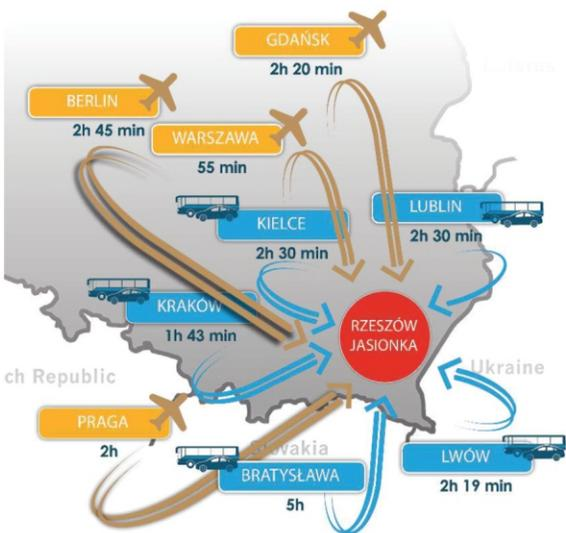 GDAŃSK
2h 20 min
BERLIN
2h 45 min
WARSZAWA
55 min
KIELCE
2h 30 min
LUBLIN
2h 30 min
KRAKÓW
1h 43 min
RZESZÓW
JASIONKA
ch Republic
Ukraine
PRAGA
2h
Slovakia
BRATYSŁAWA
5h
LWÓW
2h 19 min